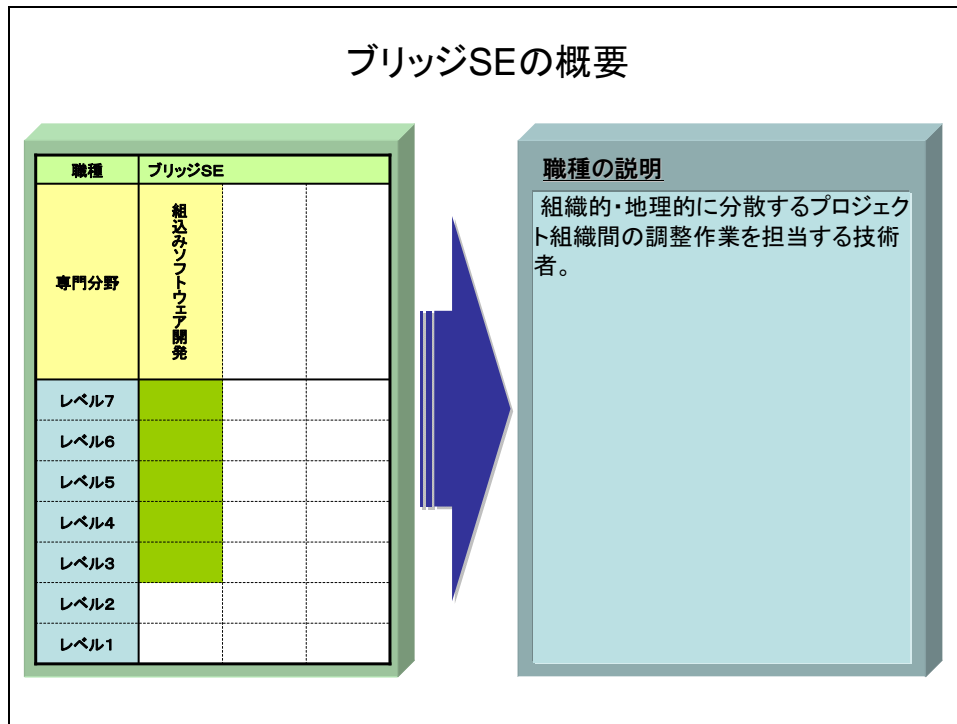 ブリッジSEの概要
職種
ブリッジSE
専門分野
組込みソフトウェア開発
レベル7
レベル6
レベル5
レベル4
レベル3
レベル2
レベル1
職種の説明
組織的・地理的に分散するプロジェク
ト組織間の調整作業を担当する技術
者。